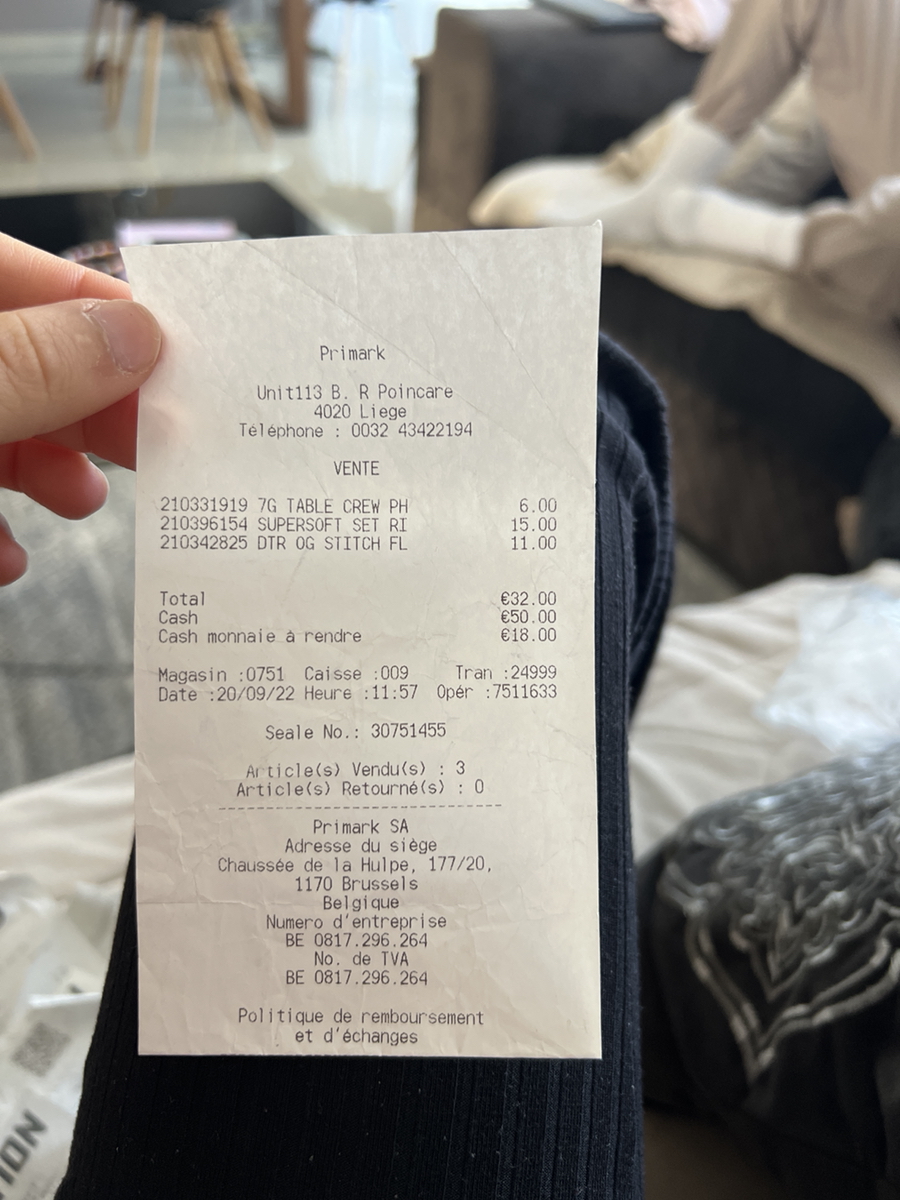 Primark
Unit113 B. R Poincare
4020 Liege
Téléphone : 0032 43422194
VENTE
210331919 7G TABLE CREW PH 6.00
210396154 SUPERSOFT SET RI 15.00
210342825 DTR OG STITCH FL 11.00
Total €32.00
Cash €50.00
Cash monnaie à rendre €18.00
Magasin :0751 Caisse :009 Tran :24999
Date :20/09/22 Heure :11:57 Opér :7511633
Seale No.: 30751455
Article(s) Vendu(s) : 3
Article(s) Retourné(s) : 0
Primark SA
Adresse du siège
Chaussée de la Hulpe, 177/20,
1170 Brussels
Belgique
Numero d'entreprise
BE 0817.296.264
No. de TVA
BE 0817.296.264
Politique de remboursement
et d'échanges